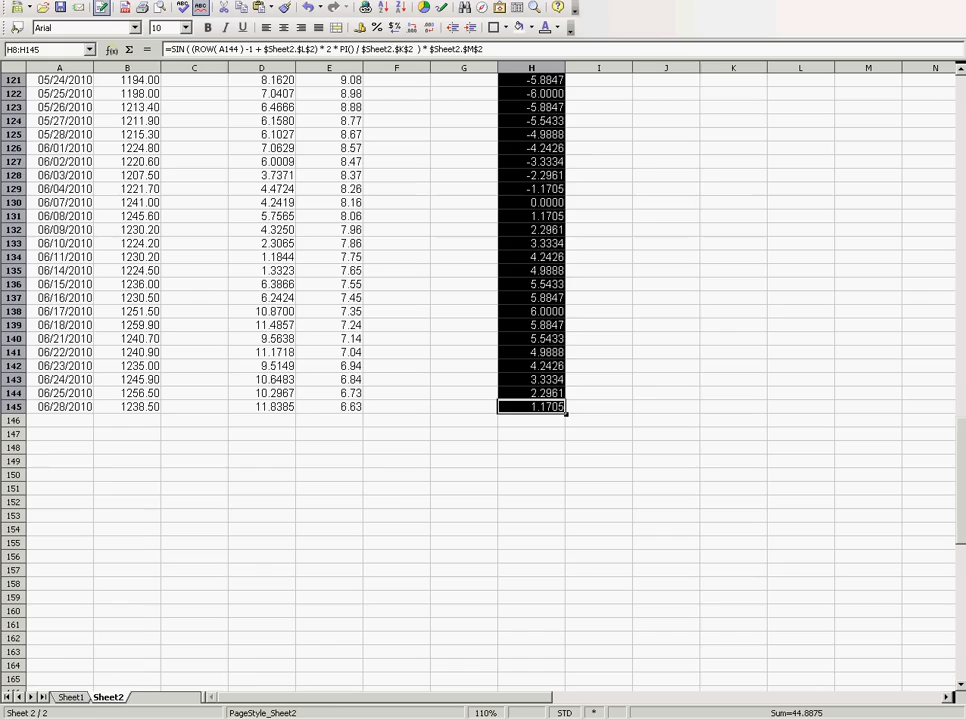 Arial 10
H8:H145 =SIN ( (ROW( A144 ) -1 + $Sheet2.$L$2) * 2 * PI() / $Sheet2.$K$2 ) * $Sheet2.$M$2
A B C D E F G H I J K L M N
121 05/24/2010 1194.00 8.1620 9.08 -5.8847
122 05/25/2010 1198.00 7.0407 8.98 -6.0000
123 05/26/2010 1213.40 6.4666 8.88 -5.8847
124 05/27/2010 1211.90 6.1580 8.77 -5.5433
125 05/28/2010 1215.30 6.1027 8.67 -4.9888
126 06/01/2010 1224.80 7.0629 8.57 -4.2426
127 06/02/2010 1220.60 6.0009 8.47 -3.3334
128 06/03/2010 1207.50 3.7371 8.37 -2.2961
129 06/04/2010 1221.70 4.4724 8.26 -1.1705
130 06/07/2010 1241.00 4.2419 8.16 0.0000
131 06/08/2010 1245.60 5.7565 8.06 1.1705
132 06/09/2010 1230.20 4.3250 7.96 2.2961
133 06/10/2010 1224.20 2.3065 7.86 3.3334
134 06/11/2010 1230.20 1.1844 7.75 4.2426
135 06/14/2010 1224.50 1.3323 7.65 4.9888
136 06/15/2010 1236.00 6.3866 7.55 5.5433
137 06/16/2010 1230.50 6.2424 7.45 5.8847
138 06/17/2010 1251.50 10.8700 7.35 6.0000
139 06/18/2010 1259.90 11.4857 7.24 5.8847
140 06/21/2010 1240.70 9.5638 7.14 5.5433
141 06/22/2010 1240.90 11.1718 7.04 4.9888
142 06/23/2010 1235.00 9.5149 6.94 4.2426
143 06/24/2010 1245.90 10.6483 6.84 3.3334
144 06/25/2010 1256.50 10.2967 6.73 2.2961
145 06/28/2010 1238.50 11.8385 6.63 1.1705
146
147
148
149
150
151
152
153
154
155
156
157
158
159
160
161
162
163
164
165
Sheet1 Sheet2
Sheet 2 / 2 PageStyle_Sheet2 110% STD * Sum=44.8875